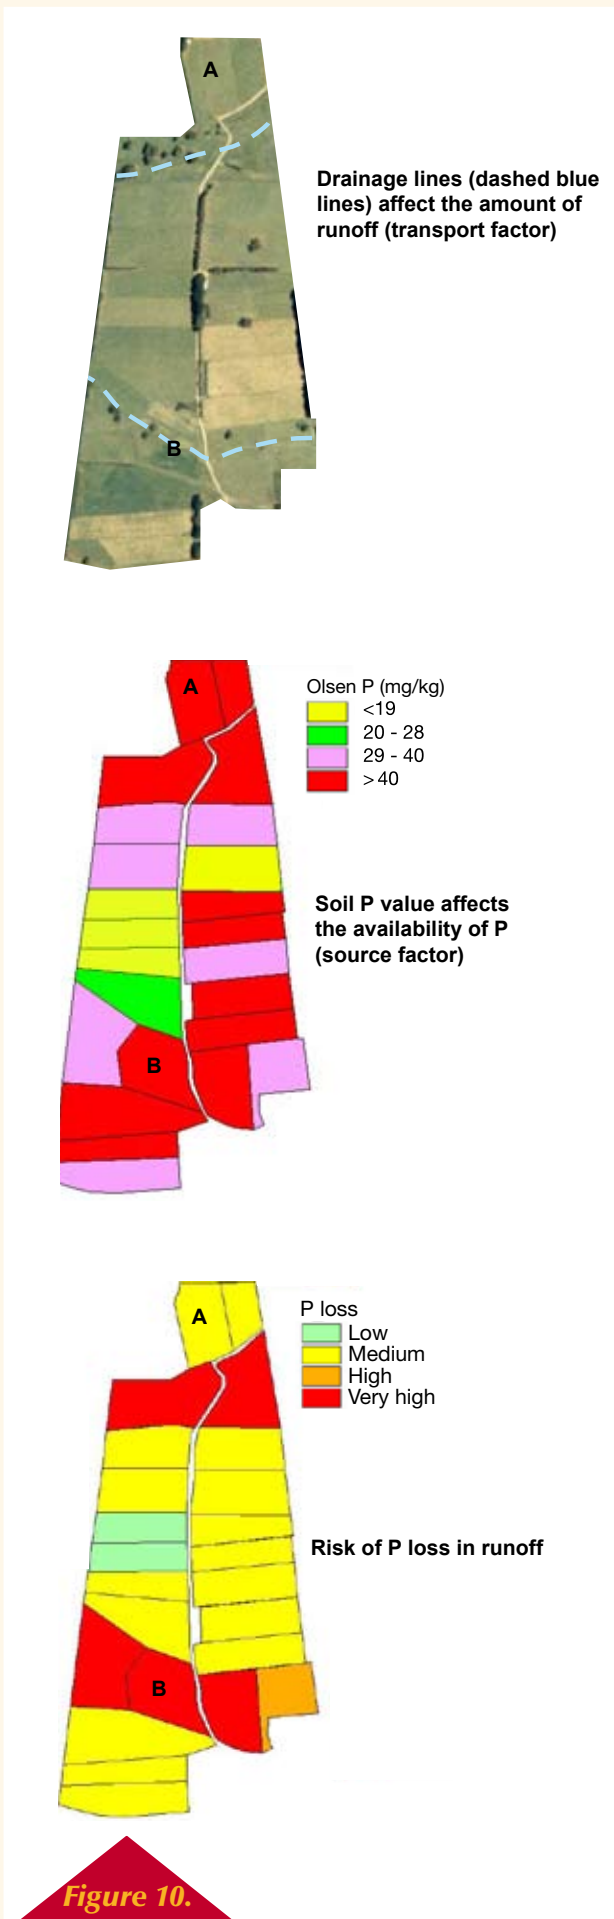 A
Drainage lines (dashed blue
lines) affect the amount of
runoff (transport factor)
B
A
Olsen P (mg/kg)
<19
20 - 28
29 - 40
>40
Soil P value affects
the availability of P
(source factor)
B
A
P loss
Low
Medium
High
Very high
Risk of P loss in runoff
B
Figure 10.